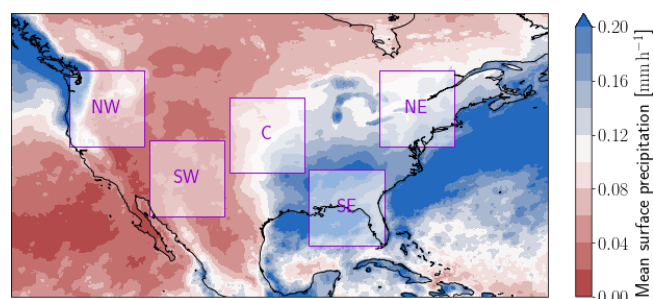 NW
NE
C
SW
SE
0.20
0.16
0.12
0.08
0.04
0.00
Mean surface precipitation [mm h⁻¹]